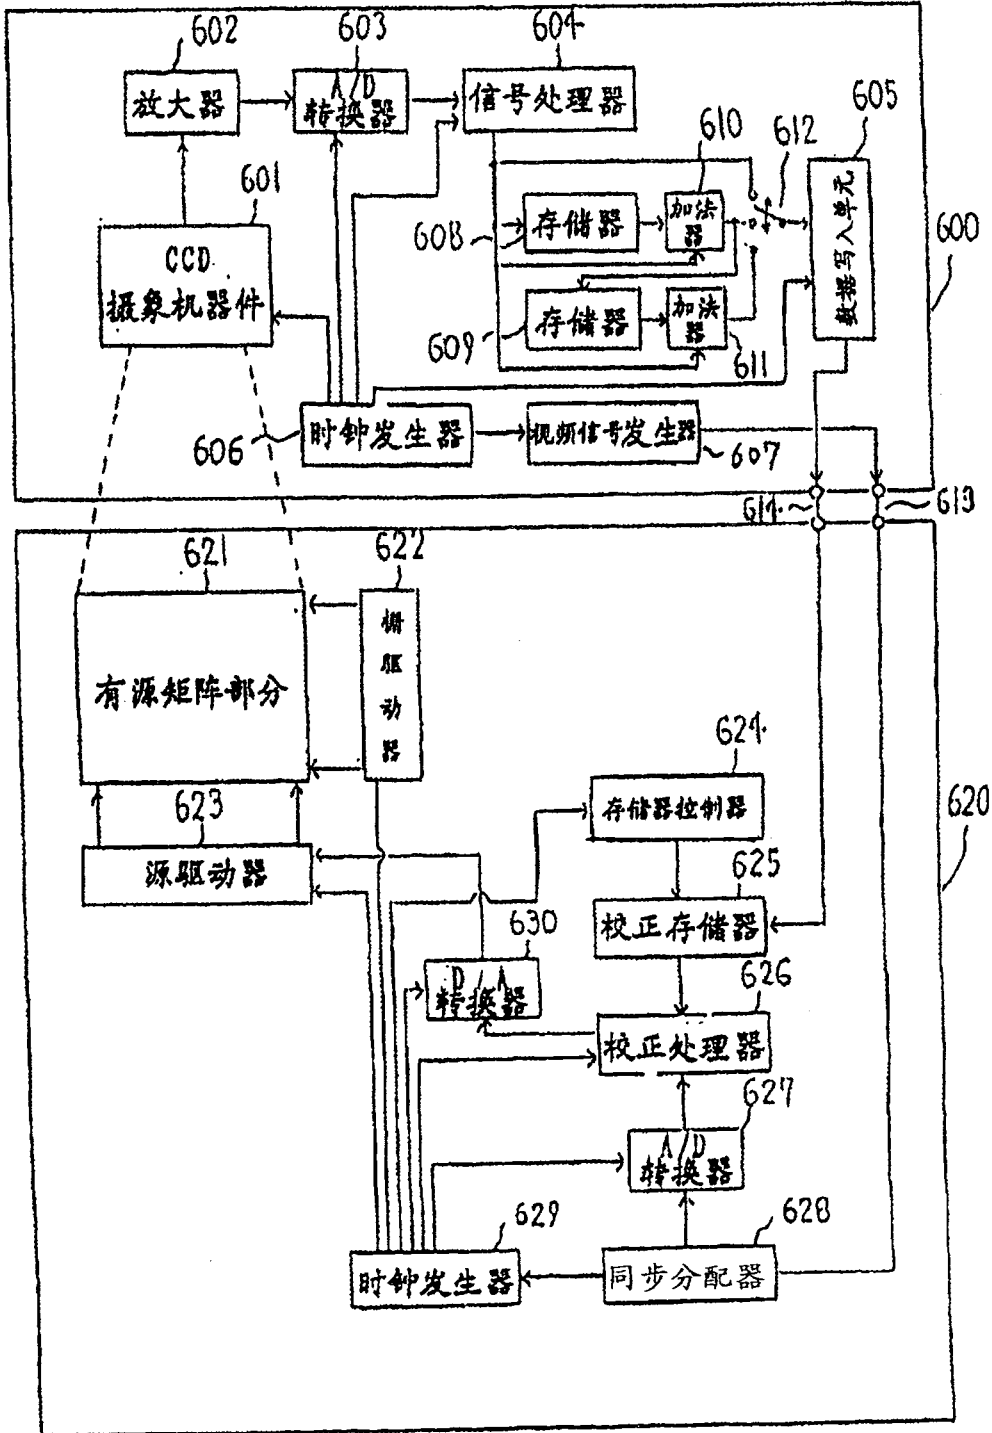 602
603
604
放大器
A/D
转换器
信号处理器
605
610
612
601
CCD
摄象机器件
608
存储器
加法
器
数据写入单元
600
609
存储器
加法
器
611
606
时钟发生器
视频信号发生器
607
614
613
621
622
有源矩阵部分
栅驱动器
623
源驱动器
624
存储器控制器
620
625
校正存储器
630
D/A
转换器
626
校正处理器
627
A/D
转换器
629
628
时钟发生器
同步分配器